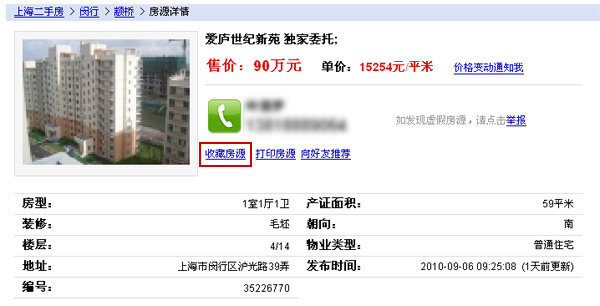 上海二手房 > 闵行 > 颛桥 > 房源详情
爱庐世纪新苑 独家委托:
售价：90万元 单价：15254元/平米 价格变动通知我
如发现虚假房源，请点击举报
收藏房源 打印房源 向好友推荐
房型： 1室1厅1卫 产证面积： 59平米
装修： 毛坯 朝向： 南
楼层： 4/14 物业类型： 普通住宅
地址： 上海市闵行区沪光路39弄 发布时间： 2010-09-06 09:25:08 (1天前更新)
编号： 35226770